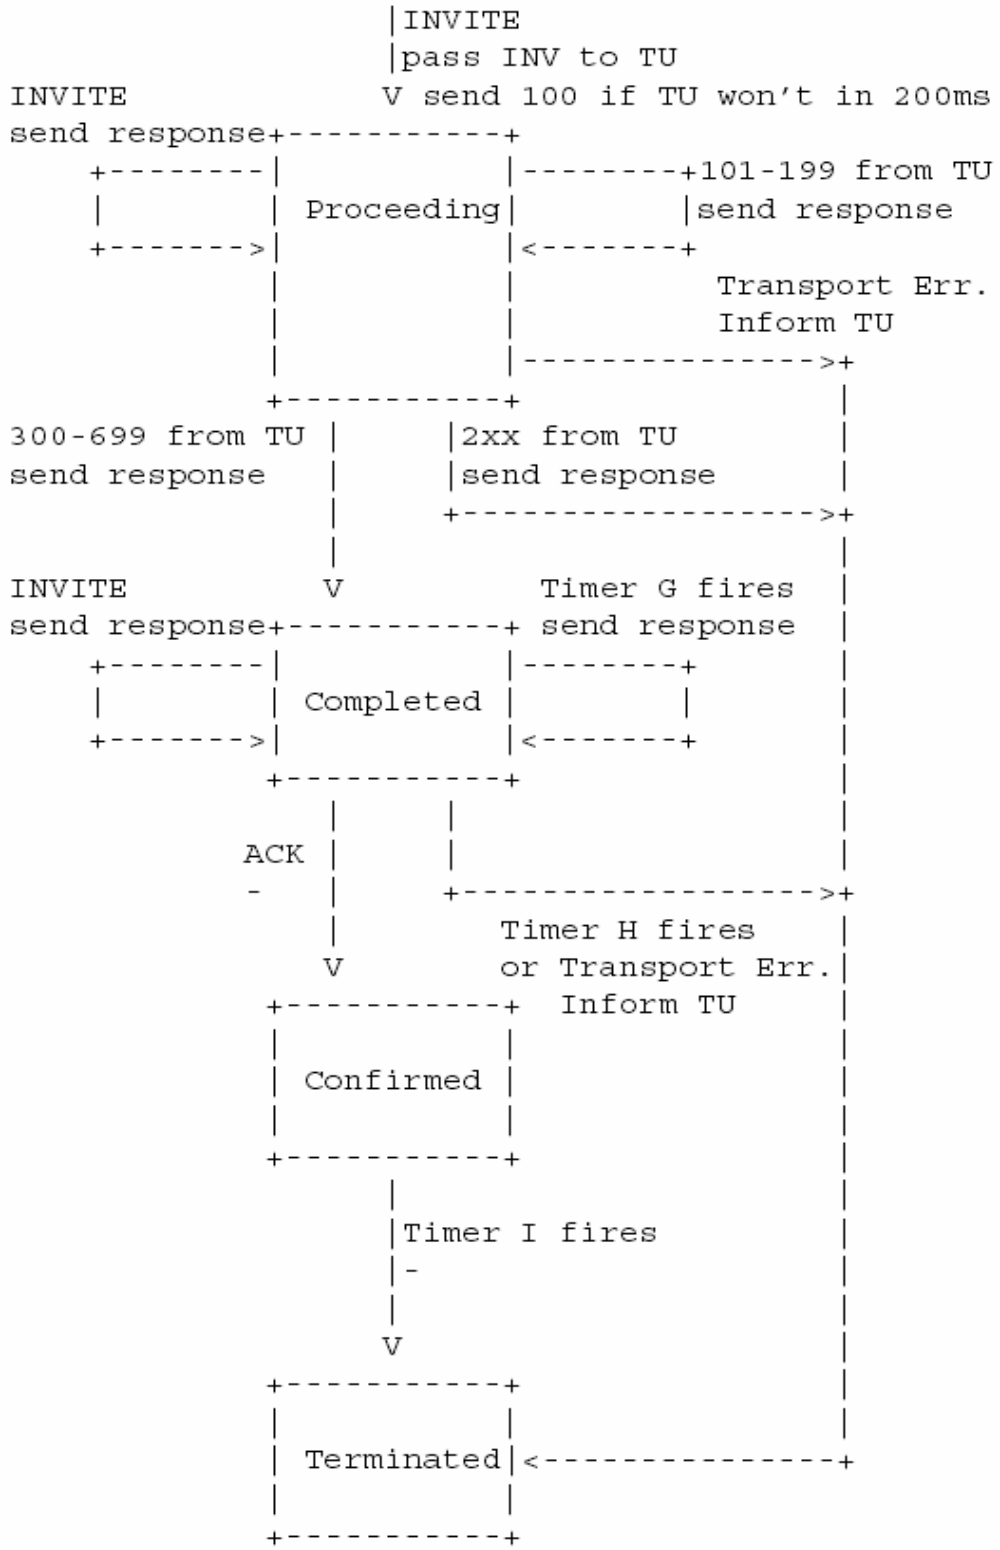 INVITE
pass INV to TU
INVITE V send 100 if TU won't in 200ms
send response
101-199 from TU
Proceeding send response
Transport Err.
Inform TU
300-699 from TU 2xx from TU
send response send response
INVITE V Timer G fires
send response send response
Completed
ACK
-
Timer H fires
V or Transport Err.
Inform TU
Confirmed
Timer I fires
-
V
Terminated